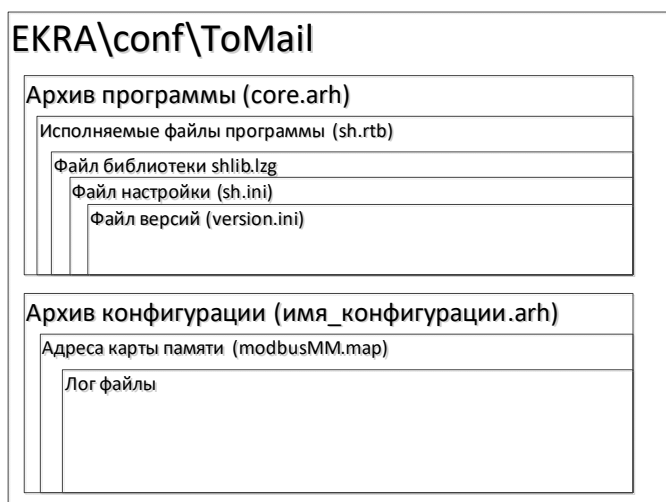 EKRA\conf\ToMail
Архив программы (core.arh)
Исполняемые файлы программы (sh.rtb)
Файл библиотеки shlib.lzg
Файл настройки (sh.ini)
Файл версий (version.ini)
Архив конфигурации (имя_конфигурации.arh)
Адреса карты памяти (modbusMM.map)
Лог файлы